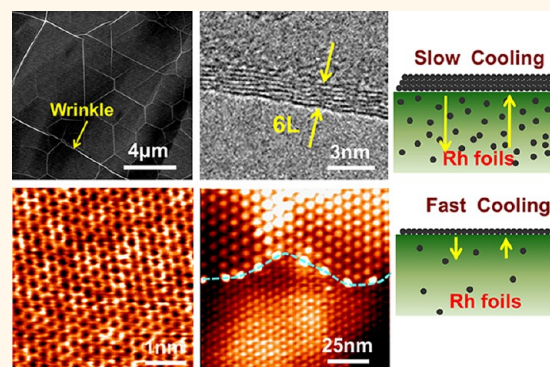 Wrinkle
4μm
6L
3nm
Slow Cooling
Rh foils
1nm
25nm
Fast Cooling
Rh foils